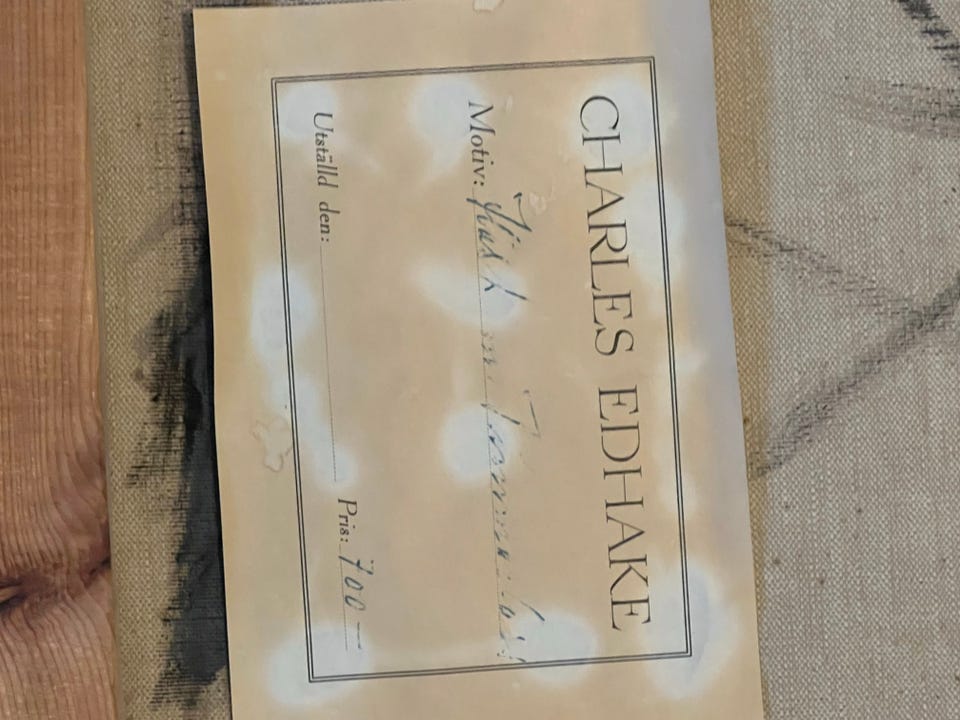 CHARLES EDHAKE
Motiv:
Utställd den: Pris: 700 —